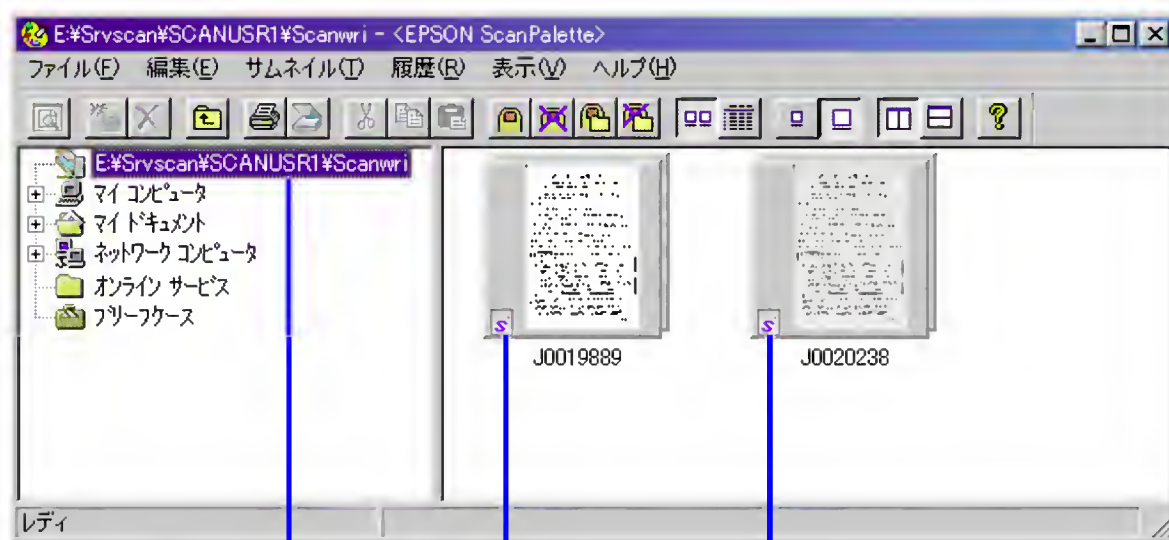 E:¥Srvscan¥SCANUSR1¥Scanwri - <EPSON ScanPalette>
ファイル(F) 編集(E) サムネイル(T) 履歴(R) 表示(V) ヘルプ(H)
E:¥Srvscan¥SCANUSR1¥Scanwri
マイ コンピュータ
マイ ドキュメント
ネットワーク コンピュータ
オンライン サービス
ブリーフケース
S S
J0019889 J0020238
レディ